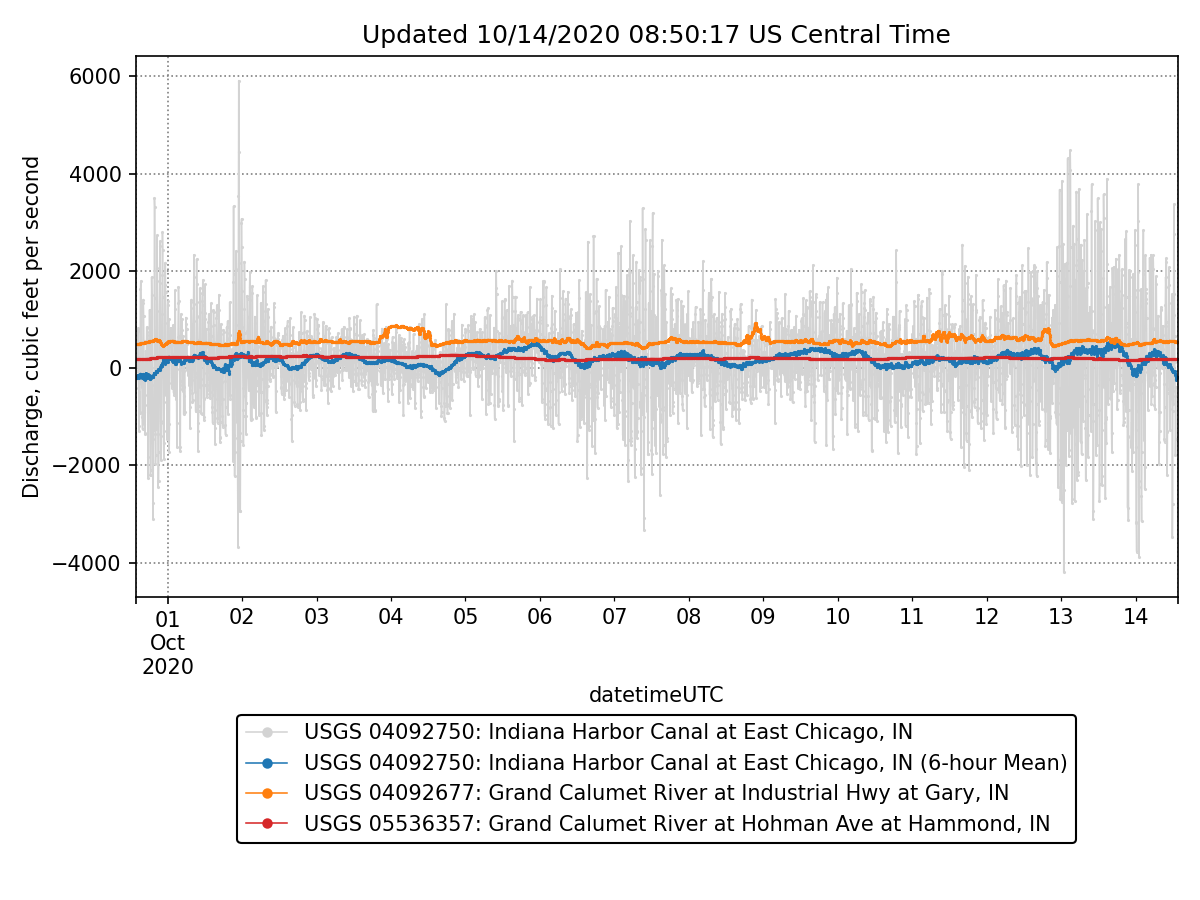 Updated 10/14/2020 08:50:17 US Central Time
Discharge, cubic feet per second
6000
4000
2000
0
−2000
−4000
01 02 03 04 05 06 07 08 09 10 11 12 13 14
Oct
2020
datetimeUTC
USGS 04092750: Indiana Harbor Canal at East Chicago, IN
USGS 04092750: Indiana Harbor Canal at East Chicago, IN (6-hour Mean)
USGS 04092677: Grand Calumet River at Industrial Hwy at Gary, IN
USGS 05536357: Grand Calumet River at Hohman Ave at Hammond, IN